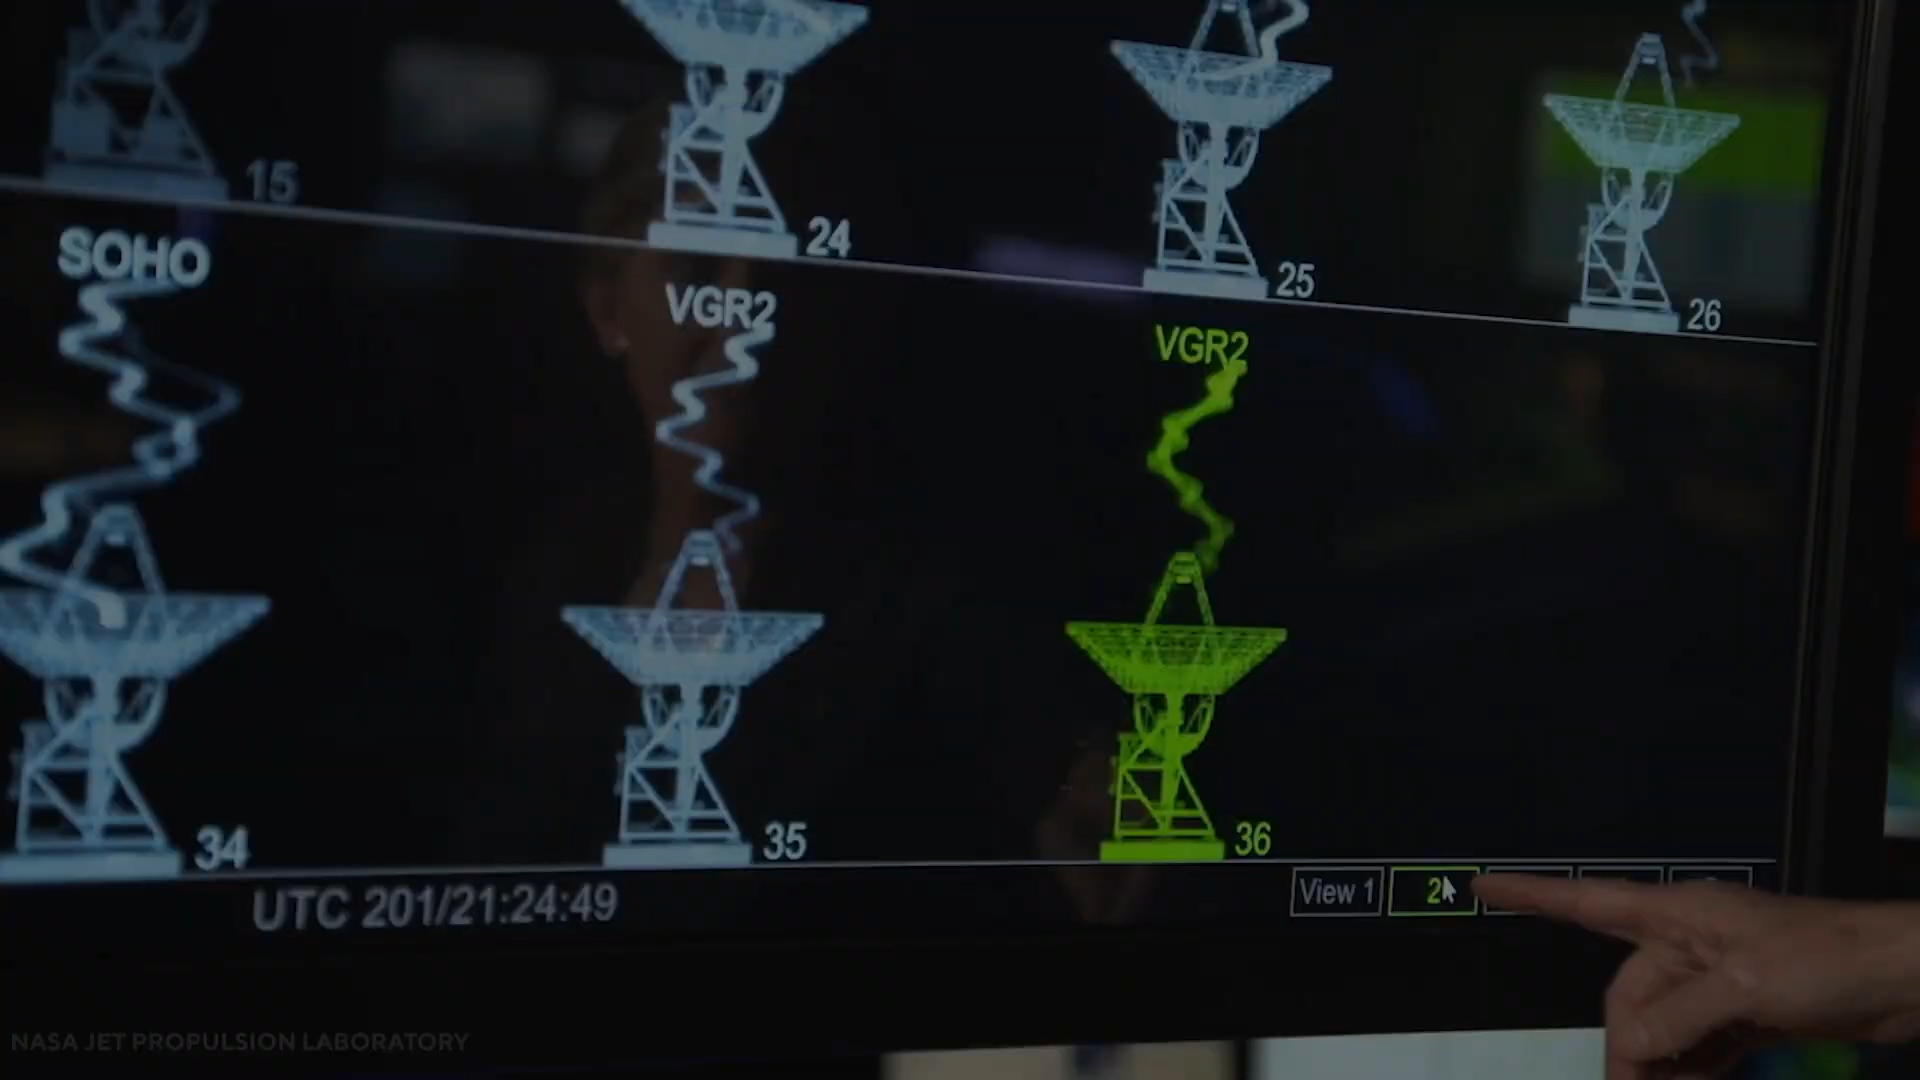 15
24
25
26
SOHO
VGR2
VGR2
34
35
36
UTC 201/21:24:49
View 1
2
NASA JET PROPULSION LABORATORY